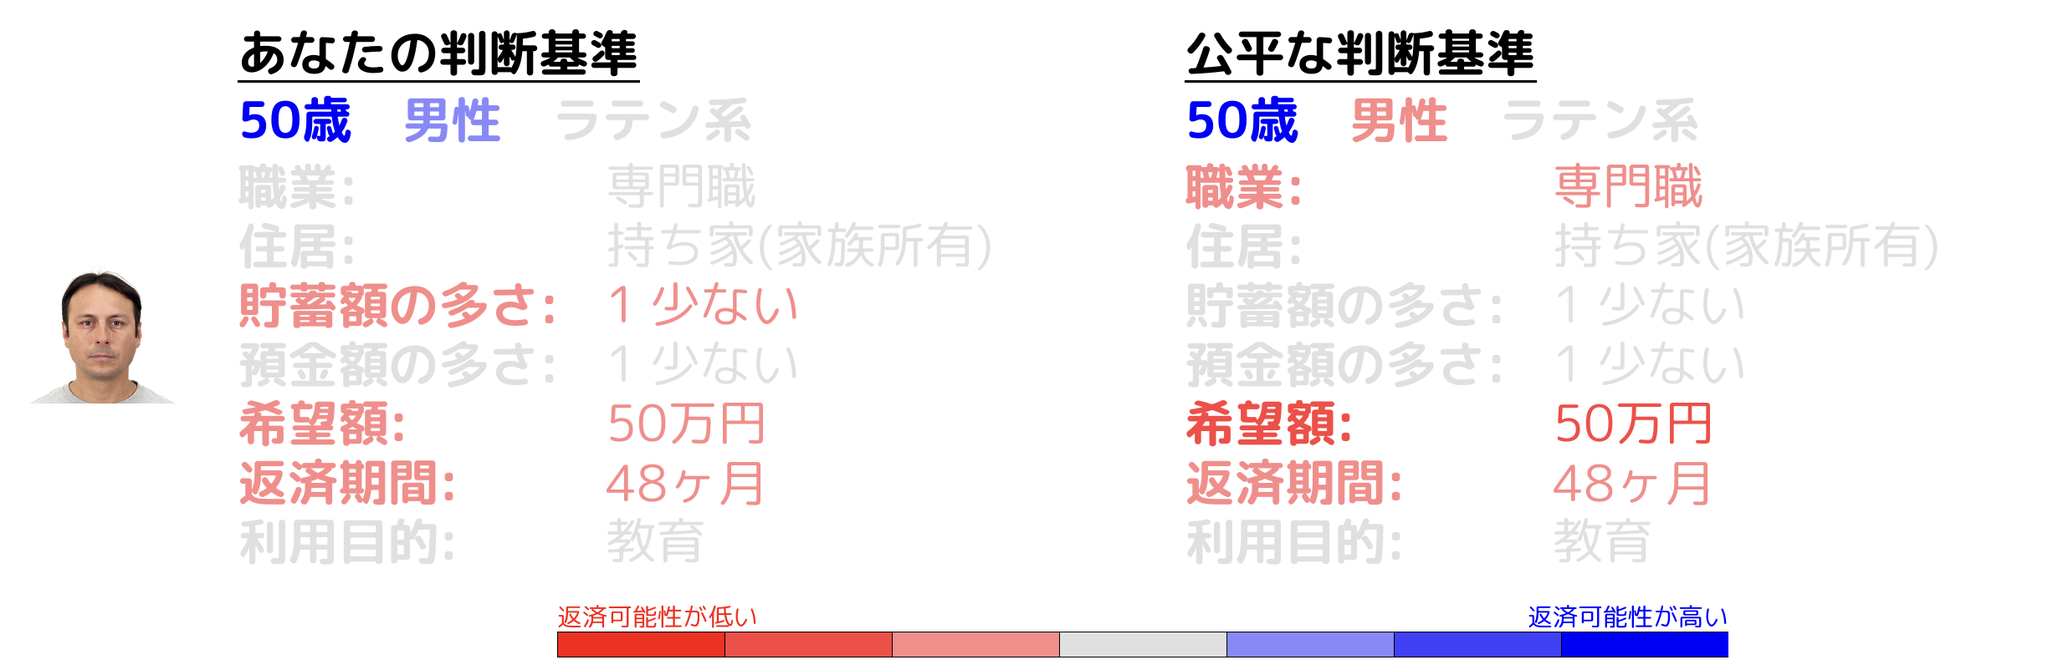 あなたの判断基準
50歳 男性 ラテン系
職業: 専門職
住居: 持ち家(家族所有)
貯蓄額の多さ: 1 少ない
預金額の多さ: 1 少ない
希望額: 50万円
返済期間: 48ヶ月
利用目的: 教育
公平な判断基準
50歳 男性 ラテン系
職業: 専門職
住居: 持ち家(家族所有)
貯蓄額の多さ: 1 少ない
預金額の多さ: 1 少ない
希望額: 50万円
返済期間: 48ヶ月
利用目的: 教育
返済可能性が低い
返済可能性が高い